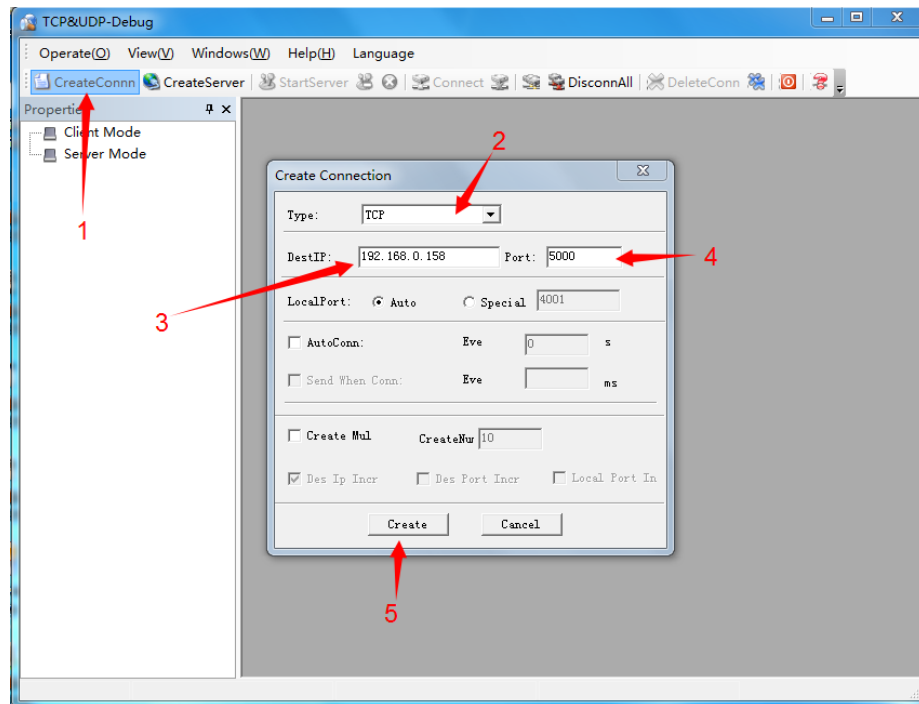 TCP&UDP-Debug
Operate(O) View(V) Windows(W) Help(H) Language
CreateConnn CreateServer StartServer Connect DisconnAll DeleteConn
Properti
Client Mode
Server Mode
1
2
Create Connection
Type: TCP
DestIP: 192.168.0.158 Port: 5000
4
3
LocalPort: Auto Special 4001
AutoConn: Eve 0 s
Send When Conn: Eve ms
Create Mul CreateNu 10
Des Ip Incr Des Port Incr Local Port In
Create Cancel
5